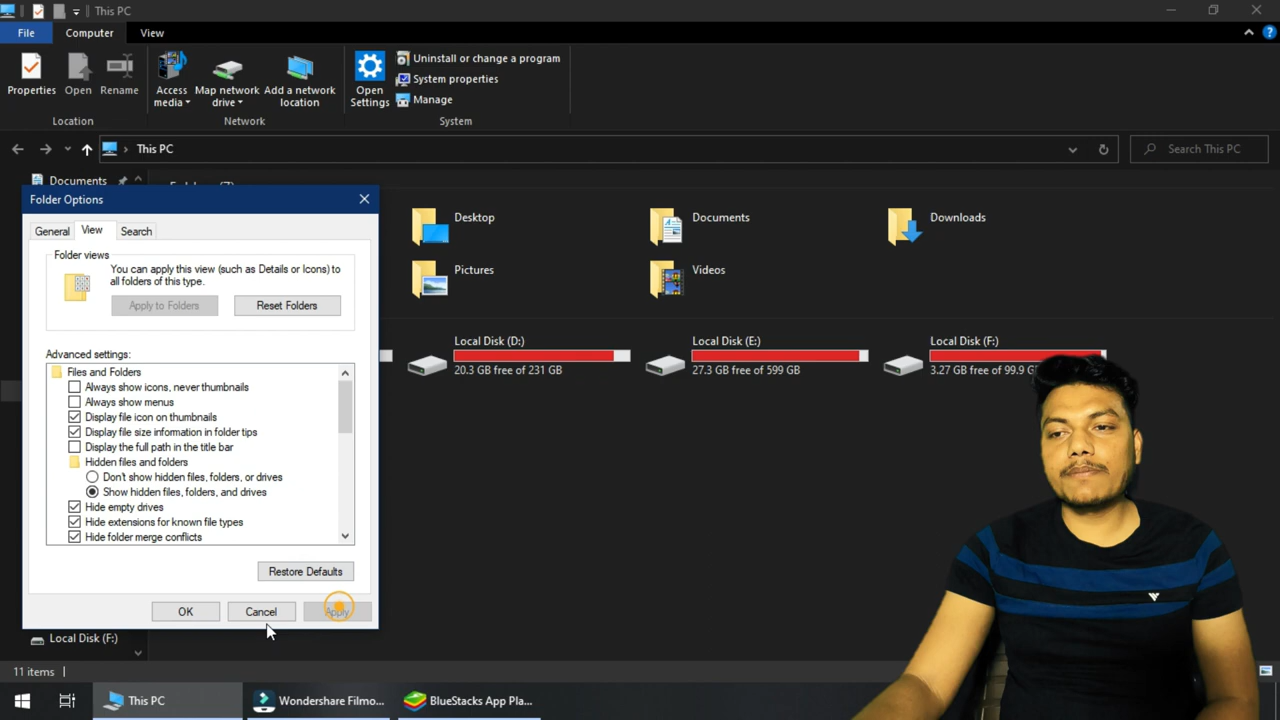 This PC
File
Computer
View
Properties
Open
Rename
Access media
Map network drive
Add a network location
Open Settings
Uninstall or change a program
System properties
Manage
Location
Network
System
This PC
Search This PC
Documents
Folder Options
General
View
Search
Folder views
You can apply this view (such as Details or Icons) to
all folders of this type.
Apply to Folders
Reset Folders
Advanced settings:
Files and Folders
Always show icons, never thumbnails
Always show menus
Display file icon on thumbnails
Display file size information in folder tips
Display the full path in the title bar
Hidden files and folders
Don't show hidden files, folders, or drives
Show hidden files, folders, and drives
Hide empty drives
Hide extensions for known file types
Hide folder merge conflicts
Restore Defaults
OK
Cancel
Apply
Desktop
Documents
Downloads
Pictures
Videos
Local Disk (D:)
20.3 GB free of 231 GB
Local Disk (E:)
27.3 GB free of 599 GB
Local Disk (F:)
3.27 GB free of 99.9
Local Disk (F:)
11 items
This PC
Wondershare Filmo...
BlueStacks App Pla...